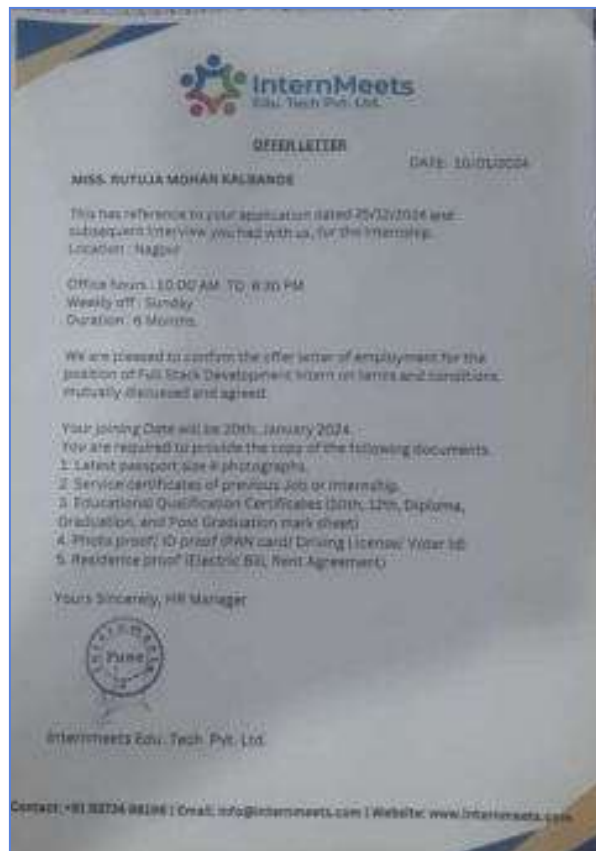 InternMeets
Edu. Tech Pvt. Ltd.
OFFER LETTER
DATE: 10/01/2024
MISS. RUTUJA MOHAN KALBANDE
This has reference to your application dated 25/12/2024 and
subsequent interview you had with us, for the internship.
Location : Nagpur
Office hours : 10:00 AM TO 6:30 PM
Weekly off : Sunday
Duration : 6 Months.
We are pleased to confirm the offer letter of employment for the
position of Full Stack Development Intern on terms and conditions,
mutually discussed and agreed.
Your Joining Date will be 20th, January 2024.
You are required to provide the copy of the following documents.
1. Latest passport size photographs.
2. Service certificates of previous Job or Internship.
3. Educational Qualification Certificates (10th, 12th, Diploma,
Graduation, and Post Graduation mark sheet)
4. Photo proof/ ID proof (PAN card/ Driving License/ Voter Id)
5. Residence proof (Electric Bill, Rent Agreement)
Yours Sincerely, HR Manager
Internmeets
Pune
Internmeets Edu. Tech. Pvt. Ltd.
Contact: +91 | Email: info@internmeets.com | Website: www.internmeets.com